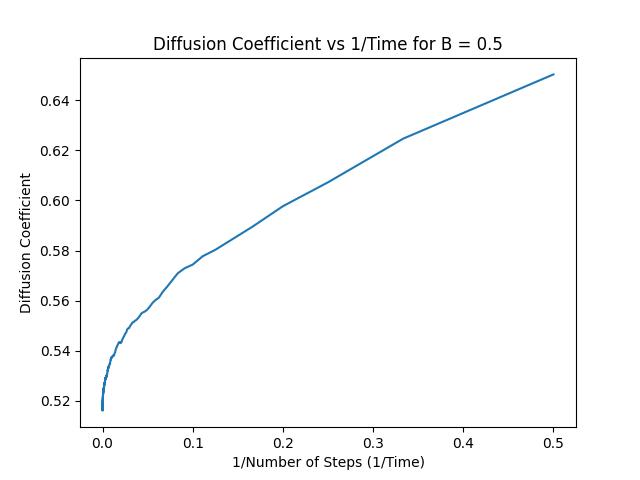 Diffusion Coefficient vs 1/Time for B = 0.5
Diffusion Coefficient
0.64
0.62
0.60
0.58
0.56
0.54
0.52
0.0 0.1 0.2 0.3 0.4 0.5
1/Number of Steps (1/Time)